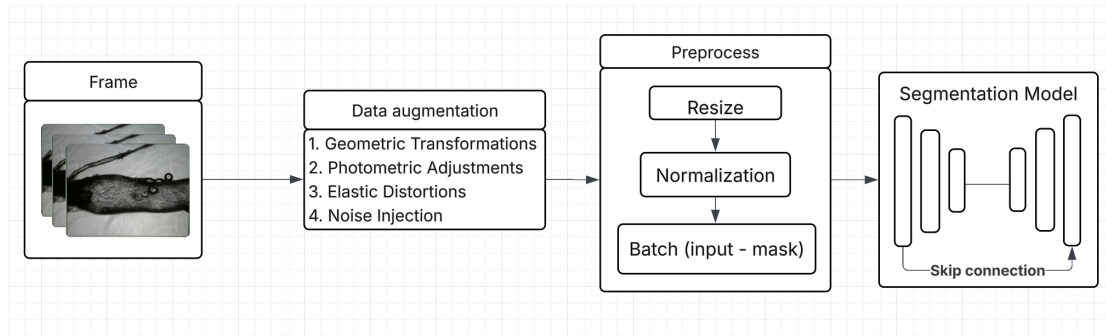 Frame
Data augmentation
1. Geometric Transformations
2. Photometric Adjustments
3. Elastic Distortions
4. Noise Injection
Preprocess
Resize
Normalization
Batch (input - mask)
Segmentation Model
Skip connection